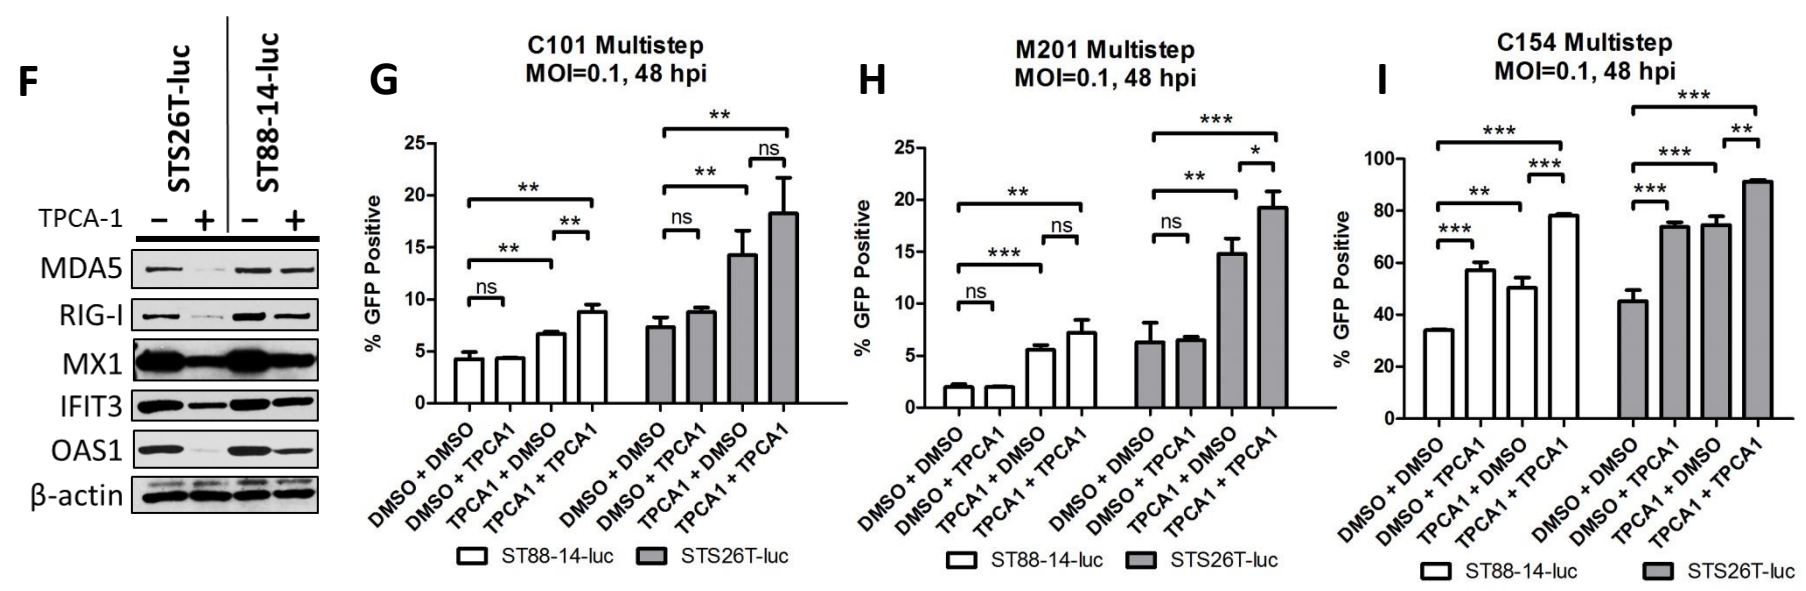 F
STS26T-luc
ST88-14-luc
TPCA-1 − + − +
MDA5
RIG-I
MX1
IFIT3
OAS1
β-actin
G
C101 Multistep
MOI=0.1, 48 hpi
% GFP Positive
25
20
15
10
5
0
ns
**
**
**
ns
**
ns
**
DMSO + DMSO
DMSO + TPCA1
TPCA1 + DMSO
TPCA1 + TPCA1
DMSO + DMSO
DMSO + TPCA1
TPCA1 + DMSO
TPCA1 + TPCA1
ST88-14-luc
STS26T-luc
H
M201 Multistep
MOI=0.1, 48 hpi
% GFP Positive
25
20
15
10
5
0
ns
***
ns
**
ns
**
*
***
DMSO + DMSO
DMSO + TPCA1
TPCA1 + DMSO
TPCA1 + TPCA1
DMSO + DMSO
DMSO + TPCA1
TPCA1 + DMSO
TPCA1 + TPCA1
ST88-14-luc
STS26T-luc
I
C154 Multistep
MOI=0.1, 48 hpi
% GFP Positive
100
80
60
40
20
0
***
**
***
***
***
***
**
***
DMSO + DMSO
DMSO + TPCA1
TPCA1 + DMSO
TPCA1 + TPCA1
DMSO + DMSO
DMSO + TPCA1
TPCA1 + DMSO
TPCA1 + TPCA1
ST88-14-luc
STS26T-luc